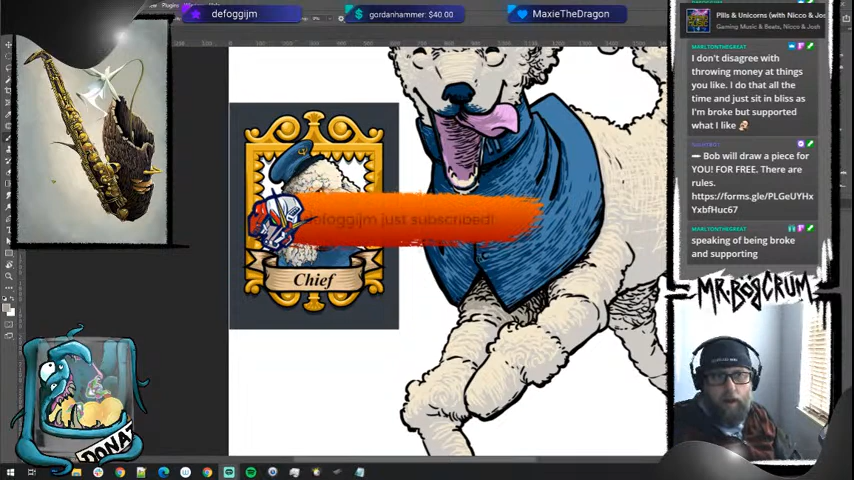 defoggijm
gordanhammer: $40.00
MaxieTheDragon
Pills & Unicorns (with Nicco & Jos
Gaming Music & Beats, Nicco & Josh
MARLTONTHEGREAT
I don't disagree with
throwing money at things
you like. I do that all the
time and just sit in bliss as
I'm broke but supported
what I like
Bob will draw a piece for
YOU! FOR FREE. There are
rules.
https://forms.gle/PLGeUYHx
YxbfHuc67
MARLTONTHEGREAT
speaking of being broke
and supporting
defoggijm just subscribed!
Chief
MR.BOGCRUM
DONAT